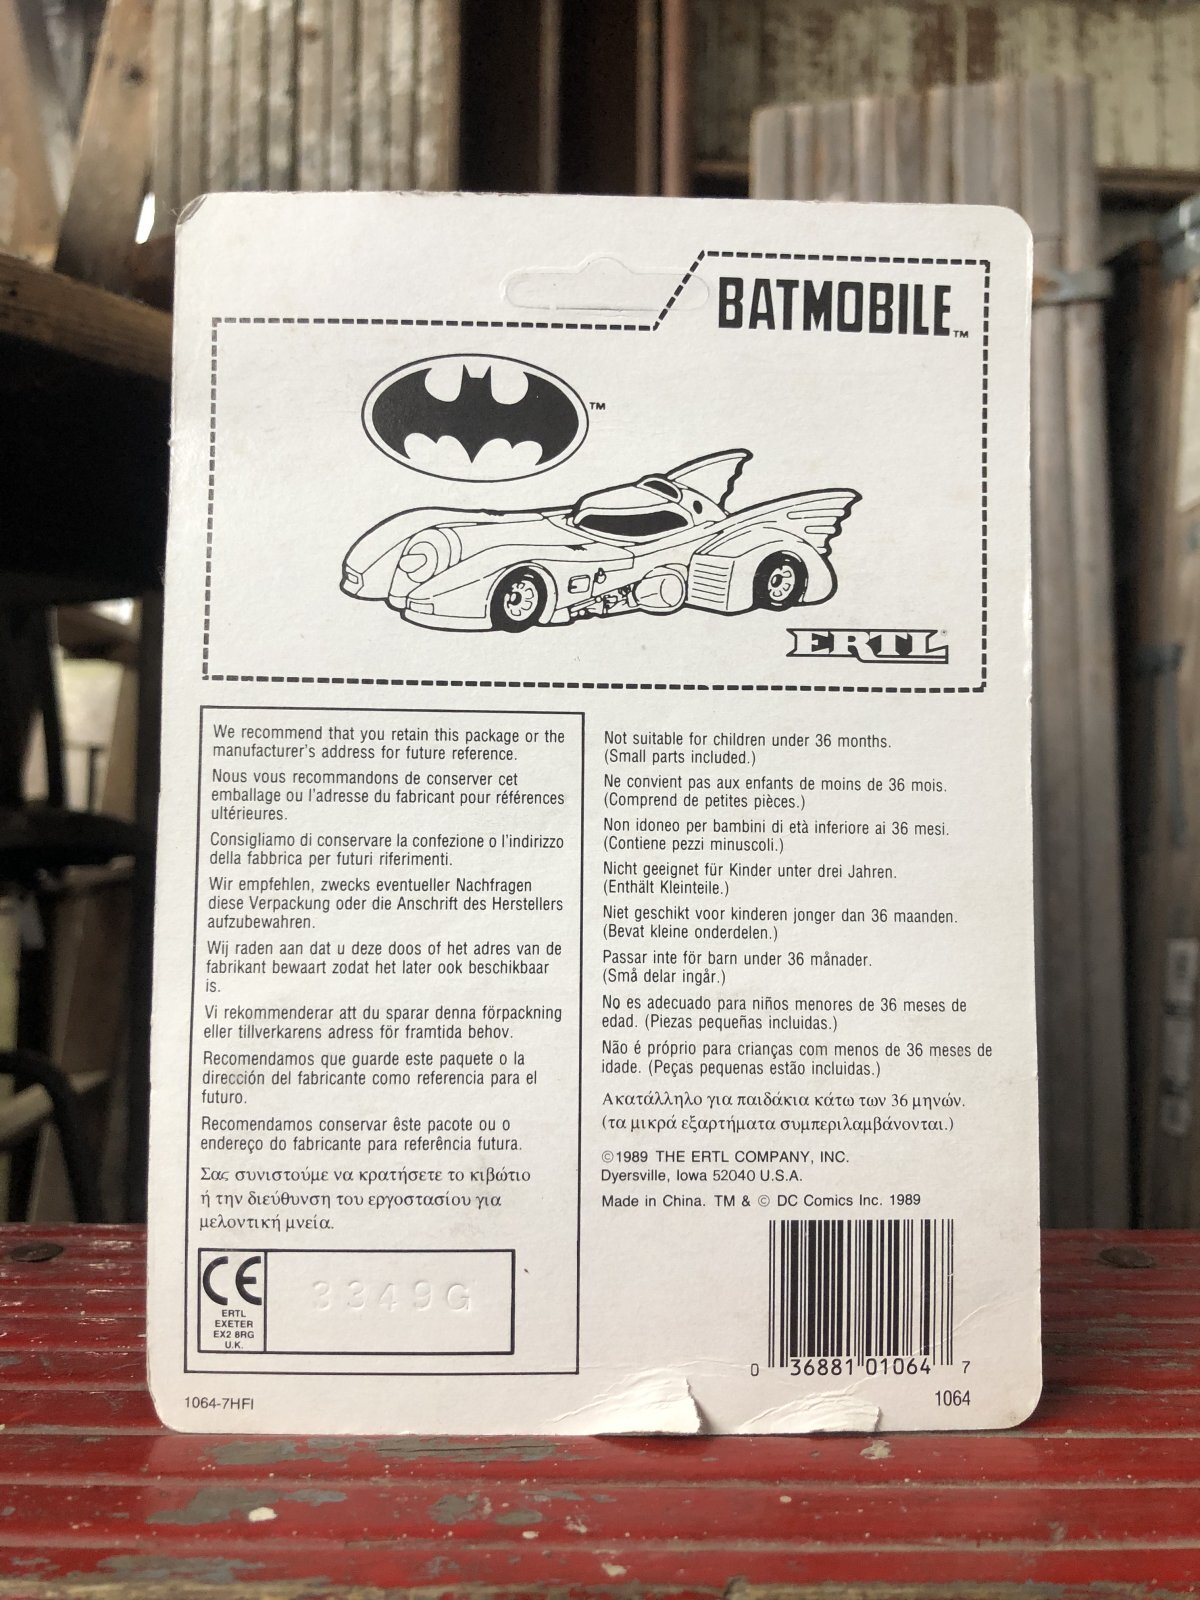 BATMOBILE™
™
ERTL®
We recommend that you retain this package or the
manufacturer's address for future reference.
Nous vous recommandons de conserver cet
emballage ou l'adresse du fabricant pour références
ultérieures.
Consigliamo di conservare la confezione o l'indirizzo
della fabbrica per futuri riferimenti.
Wir empfehlen, zwecks eventueller Nachfragen
diese Verpackung oder die Anschrift des Herstellers
aufzubewahren.
Wij raden aan dat u deze doos of het adres van de
fabrikant bewaart zodat het later ook beschikbaar
is.
Vi rekommenderar att du sparar denna förpackning
eller tillverkarens adress för framtida behov.
Recomendamos que guarde este paquete o la
dirección del fabricante como referencia para el
futuro.
Recomendamos conservar êste pacote ou o
endereço do fabricante para referência futura.
Σας συνιστούμε να κρατήσετε το κιβώτιο
ή την διεύθυνση του εργοστασίου για
μελοντική μνεία.
CE
ERTL
EXETER
EX2 8RG
U.K.
3349G
1064-7HFI
Not suitable for children under 36 months.
(Small parts included.)
Ne convient pas aux enfants de moins de 36 mois.
(Comprend de petites pièces.)
Non idoneo per bambini di età inferiore ai 36 mesi.
(Contiene pezzi minuscoli.)
Nicht geeignet für Kinder unter drei Jahren.
(Enthält Kleinteile.)
Niet geschikt voor kinderen jonger dan 36 maanden.
(Bevat kleine onderdelen.)
Passar inte för barn under 36 månader.
(Små delar ingår.)
No es adecuado para niños menores de 36 meses de
edad. (Piezas pequeñas incluidas.)
Não é próprio para crianças com menos de 36 meses de
idade. (Peças pequenas estão incluidas.)
Ακατάλληλο για παιδάκια κάτω των 36 μηνών.
(τα μικρά εξαρτήματα συμπεριλαμβάνονται.)
©1989 THE ERTL COMPANY, INC.
Dyersville, Iowa 52040 U.S.A.
Made in China. TM & © DC Comics Inc. 1989
0 36881 01064 7
1064